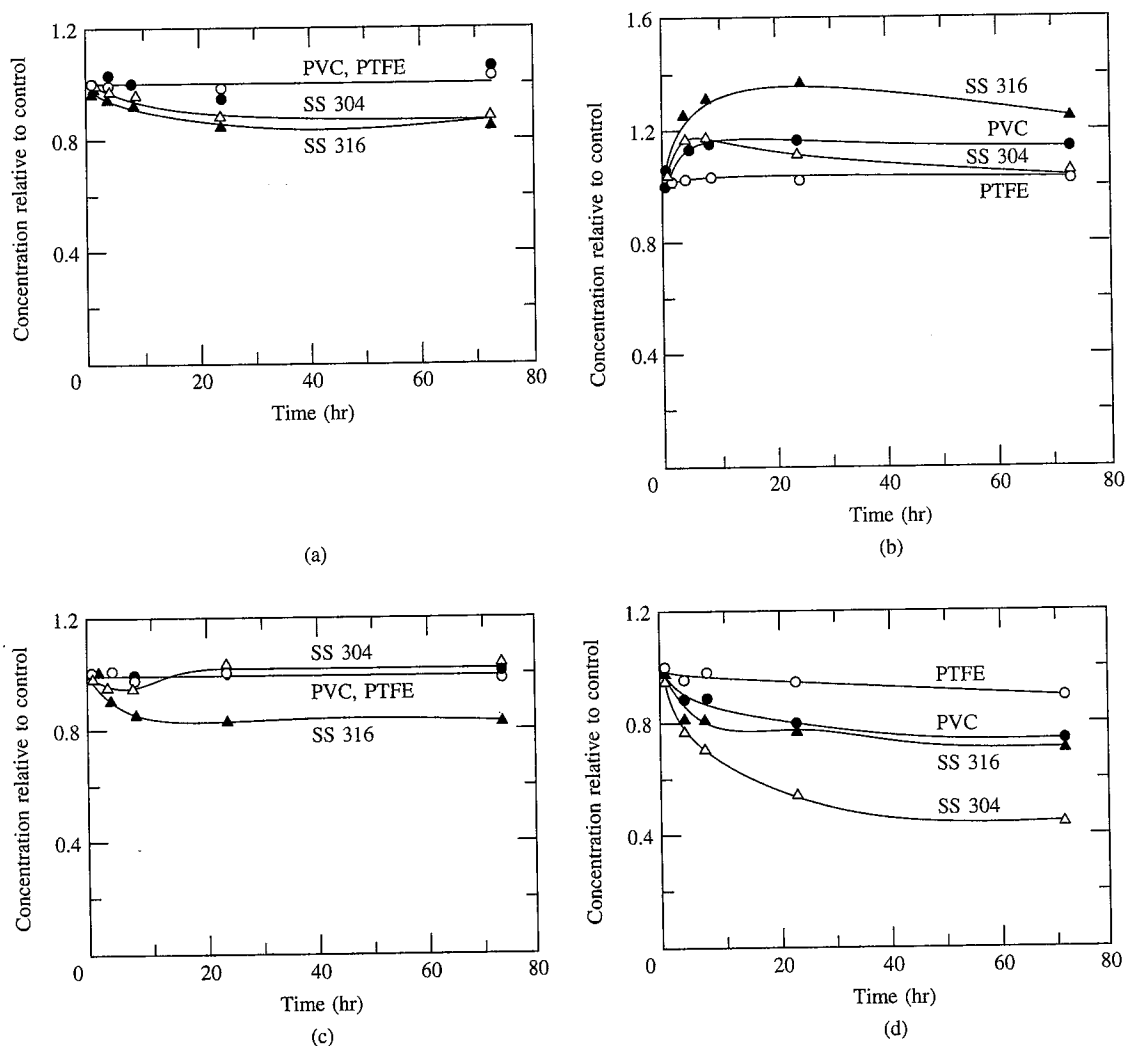 1.2
0.8
0.4
0
20
40
60
80
Concentration relative to control
Time (hr)
PVC, PTFE
SS 304
SS 316
(a)
1.6
1.2
0.8
0.4
0
20
40
60
80
Concentration relative to control
Time (hr)
SS 316
PVC
SS 304
PTFE
(b)
1.2
0.8
0.4
0
20
40
60
80
Concentration relative to control
Time (hr)
SS 304
PVC, PTFE
SS 316
(c)
1.2
0.8
0.4
0
20
40
60
80
Concentration relative to control
Time (hr)
PTFE
PVC
SS 316
SS 304
(d)